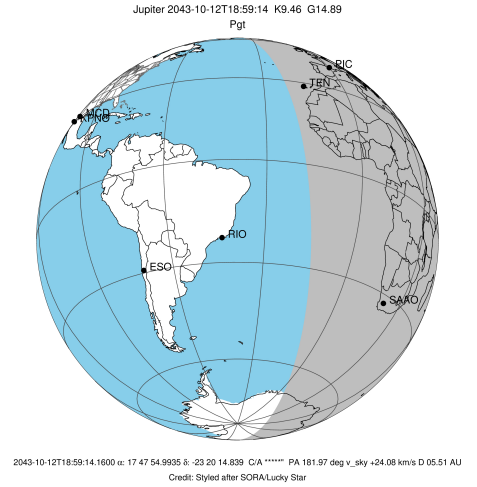 Jupiter 2043-10-12T18:59:14 K9.46 G14.89
Pgt
PIC
TEN
MCD
KPNO
RIO
ESO
SAAO
2043-10-12T18:59:14.1600 α: 17 47 54.9935 δ: -23 20 14.839 C/A *****" PA 181.97 deg v_sky +24.08 km/s D 05.51 AU
Credit: Styled after SORA/Lucky Star